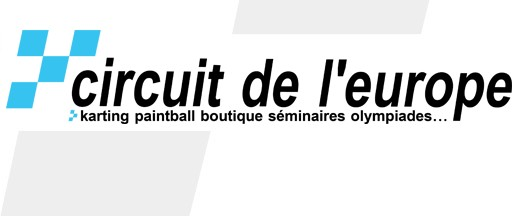 circuit de l'europe
karting paintball boutique séminaires olympiades...